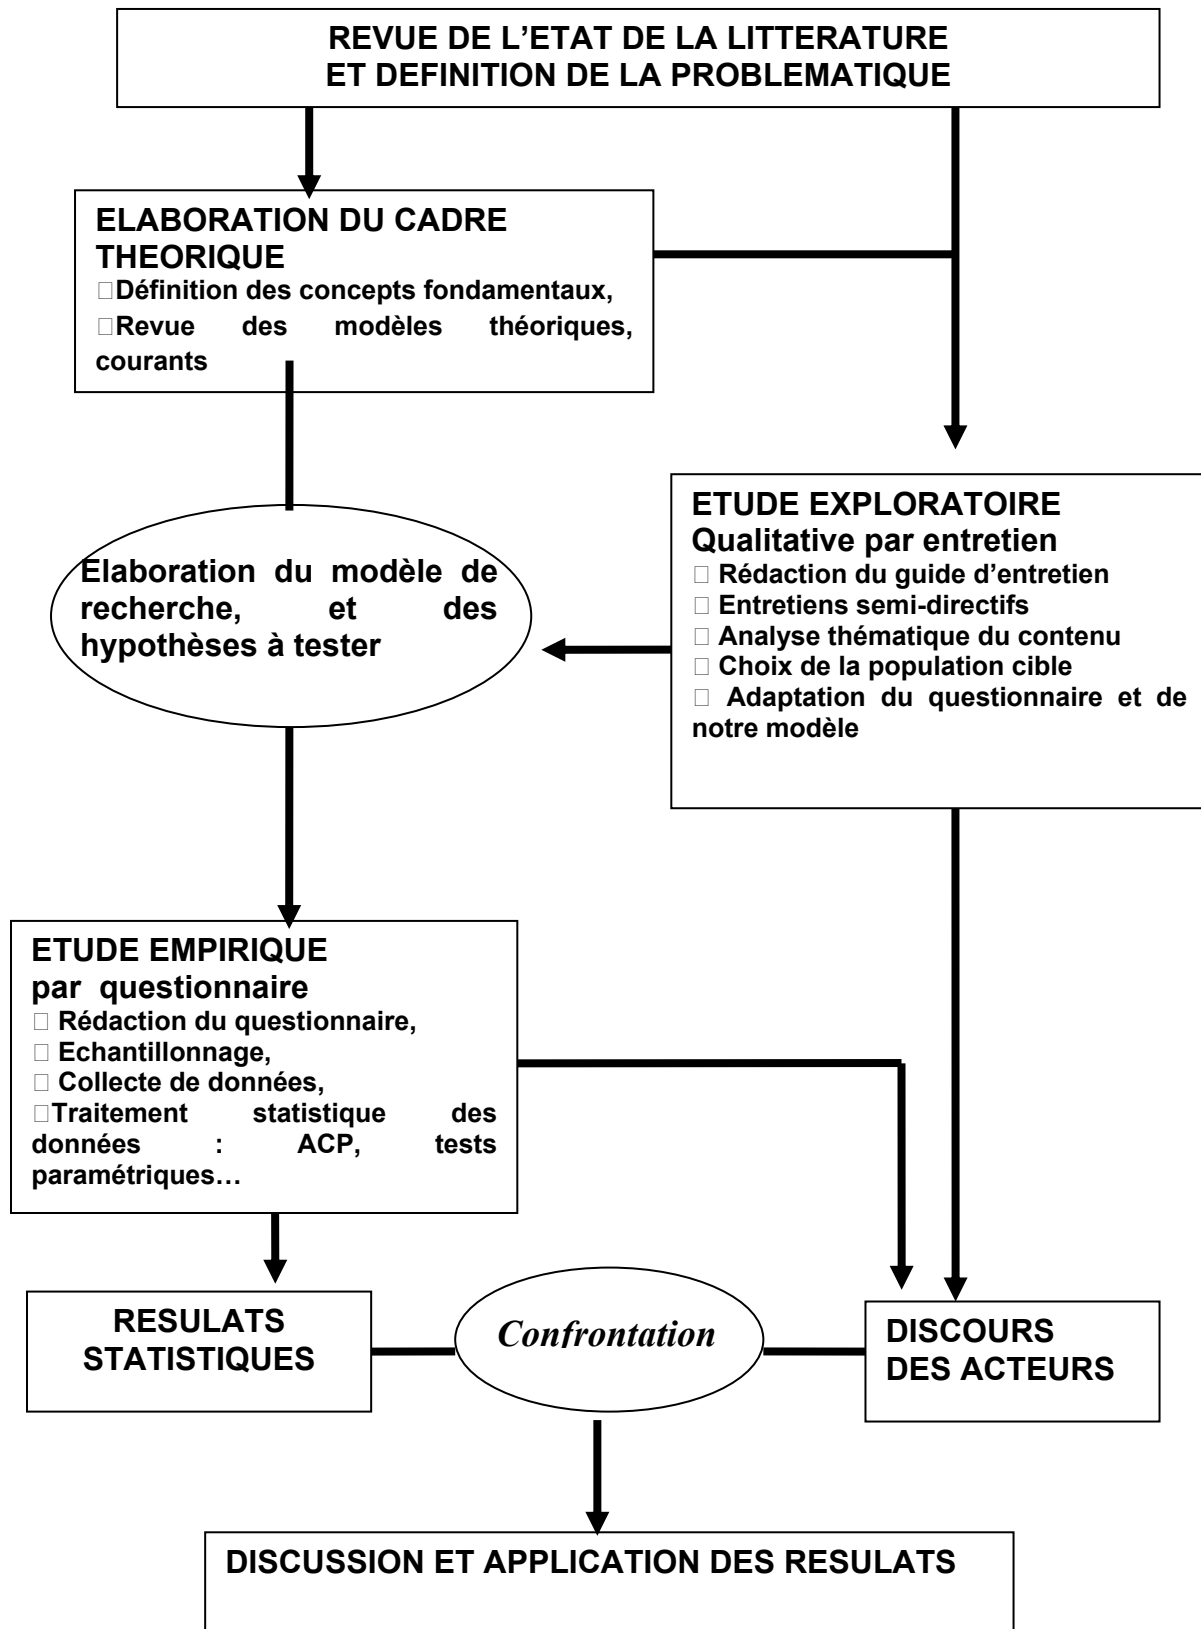 REVUE DE L’ETAT DE LA LITTERATURE
ET DEFINITION DE LA PROBLEMATIQUE
ELABORATION DU CADRE
THEORIQUE
□Définition des concepts fondamentaux,
□Revue des modèles théoriques,
courants
ETUDE EXPLORATOIRE
Qualitative par entretien
□ Rédaction du guide d’entretien
□ Entretiens semi-directifs
□ Analyse thématique du contenu
□ Choix de la population cible
□ Adaptation du questionnaire et de
notre modèle
Elaboration du modèle de
recherche, et des
hypothèses à tester
ETUDE EMPIRIQUE
par questionnaire
□ Rédaction du questionnaire,
□ Echantillonnage,
□ Collecte de données,
□Traitement statistique des
données : ACP, tests
paramétriques…
RESULATS
STATISTIQUES
Confrontation
DISCOURS
DES ACTEURS
DISCUSSION ET APPLICATION DES RESULATS